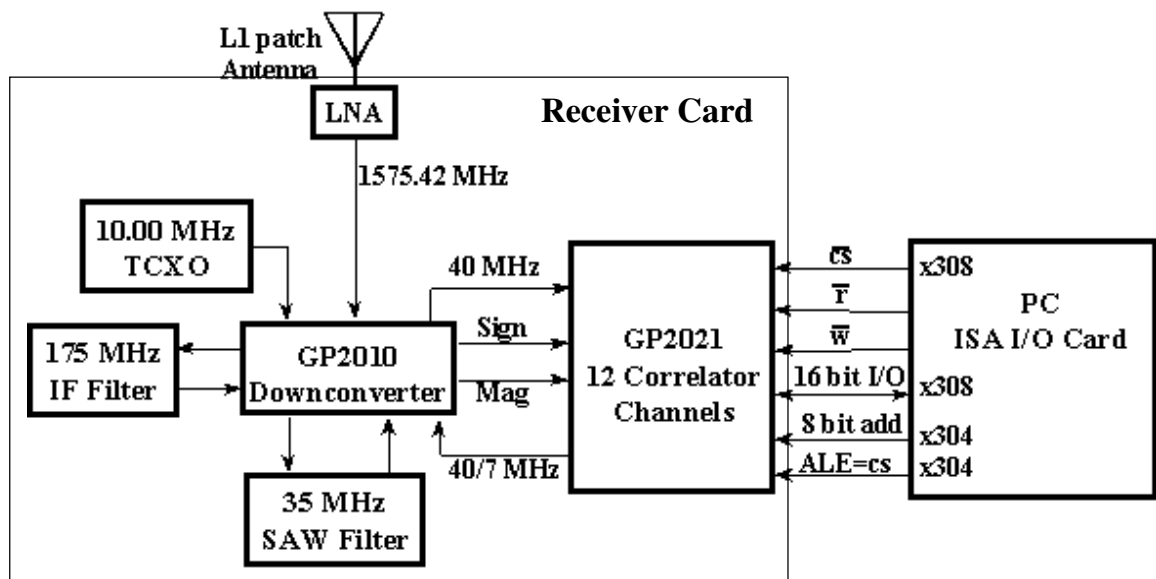 L1 patch
Antenna
LNA
Receiver Card
1575.42 MHz
10.00 MHz
TCXO
40 MHz
Sign
Mag
40/7 MHz
175 MHz
IF Filter
GP2010
Downconverter
35 MHz
SAW Filter
GP2021
12 Correlator
Channels
cs
r
w
16 bit I/O
8 bit add
ALE=cs
x308
PC
ISA I/O Card
x308
x304
x304